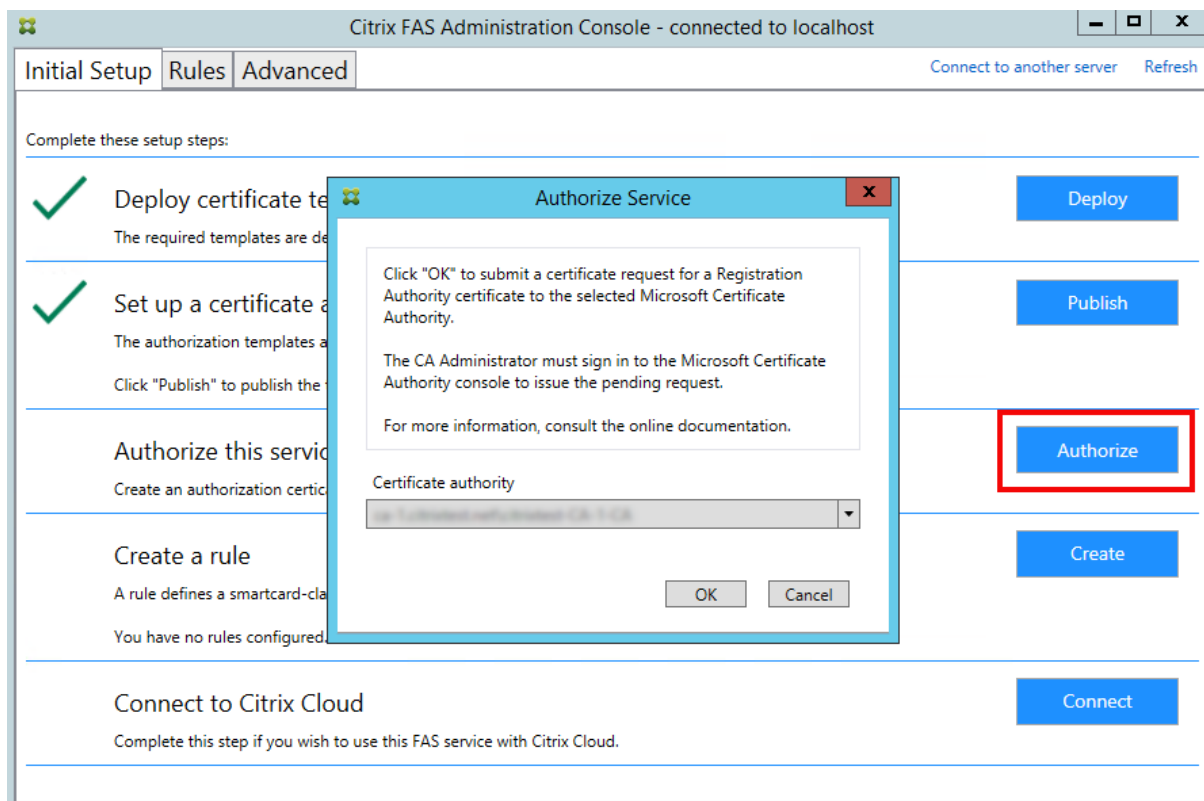 Citrix FAS Administration Console - connected to localhost
Initial Setup Rules Advanced
Connect to another server Refresh
Complete these setup steps:
Deploy certificate te
The required templates are de
Deploy
Set up a certificate a
The authorization templates a
Click "Publish" to publish the
Publish
Authorize this servic
Create an authorization certic
Authorize
Create a rule
A rule defines a smartcard-cla
You have no rules configured.
Create
Connect to Citrix Cloud
Complete this step if you wish to use this FAS service with Citrix Cloud.
Connect
Authorize Service
Click "OK" to submit a certificate request for a Registration
Authority certificate to the selected Microsoft Certificate
Authority.
The CA Administrator must sign in to the Microsoft Certificate
Authority console to issue the pending request.
For more information, consult the online documentation.
Certificate authority
OK Cancel